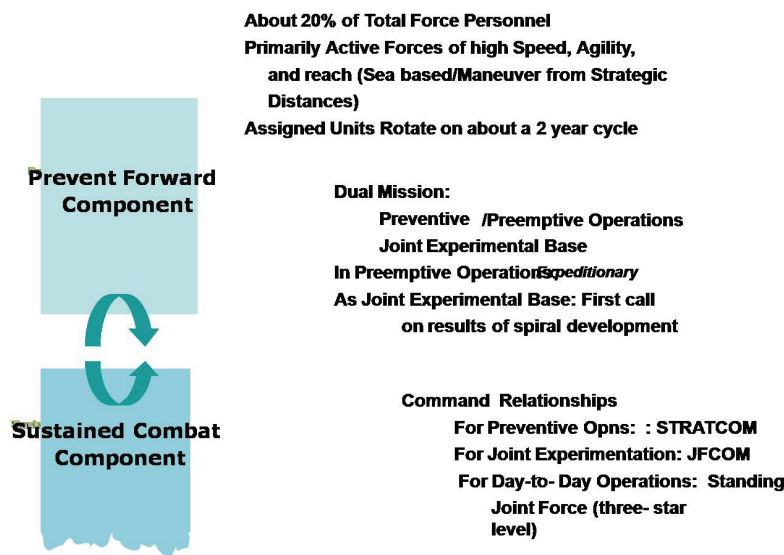 About 20% of Total Force Personnel
Primarily Active Forces of high Speed, Agility,
and reach (Sea based/Maneuver from Strategic
Distances)
Assigned Units Rotate on about a 2 year cycle
Prevent Forward
Component
Dual Mission:
Preventive /Preemptive Operations
Joint Experimental Base
In Preemptive Operations: Expeditionary
As Joint Experimental Base: First call
on results of spiral development
Sustained Combat
Component
Command Relationships
For Preventive Opns: : STRATCOM
For Joint Experimentation: JFCOM
For Day-to- Day Operations: Standing
Joint Force (three- star
level)